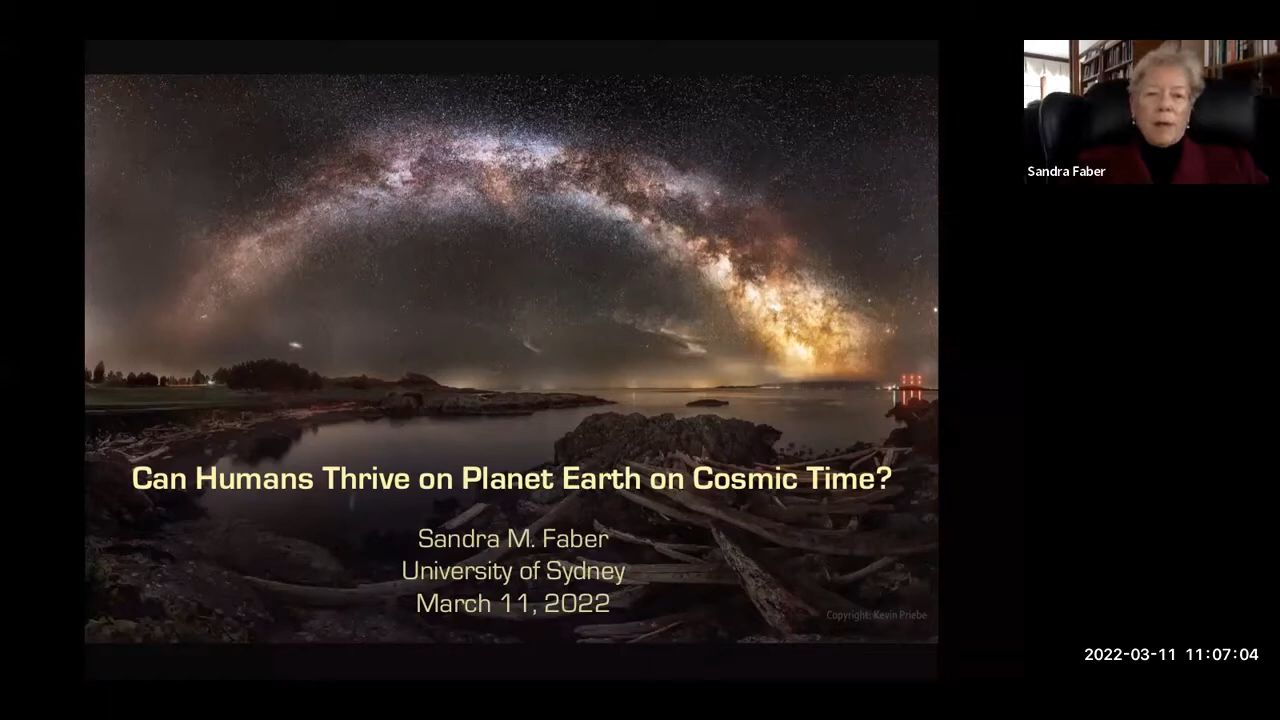 Sandra Faber
Can Humans Thrive on Planet Earth on Cosmic Time?
Sandra M. Faber
University of Sydney
March 11, 2022
Copyright: Kevin Priebe
2022-03-11 11:07:04